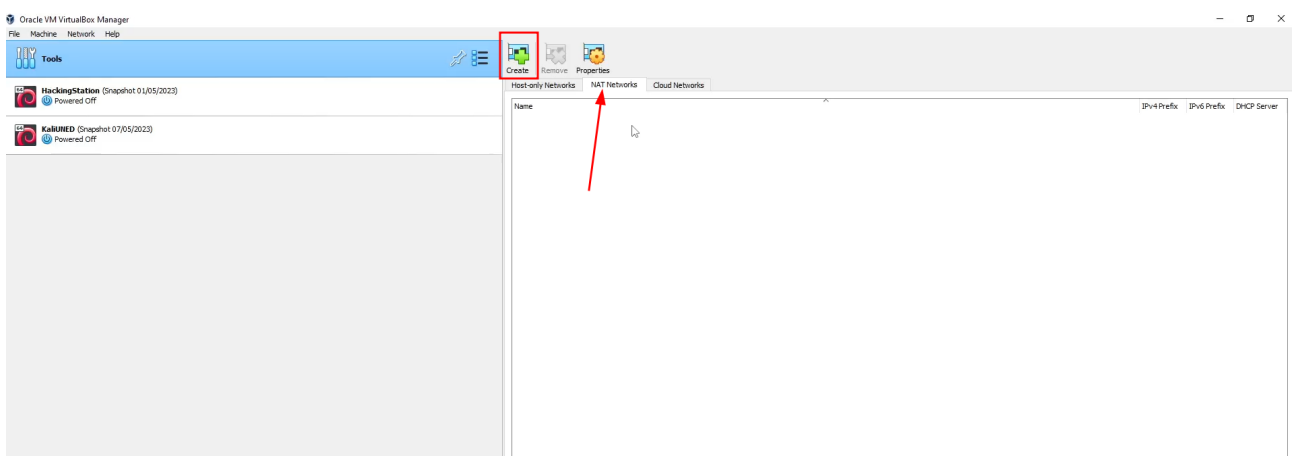 Oracle VM VirtualBox Manager
File Machine Network Help
Tools
Create Remove Properties
Host-only Networks NAT Networks Cloud Networks
Name IPv4 Prefix IPv6 Prefix DHCP Server
64 HackingStation (Snapshot 01/05/2023)
Powered Off
64 KaliUNED (Snapshot 07/05/2023)
Powered Off